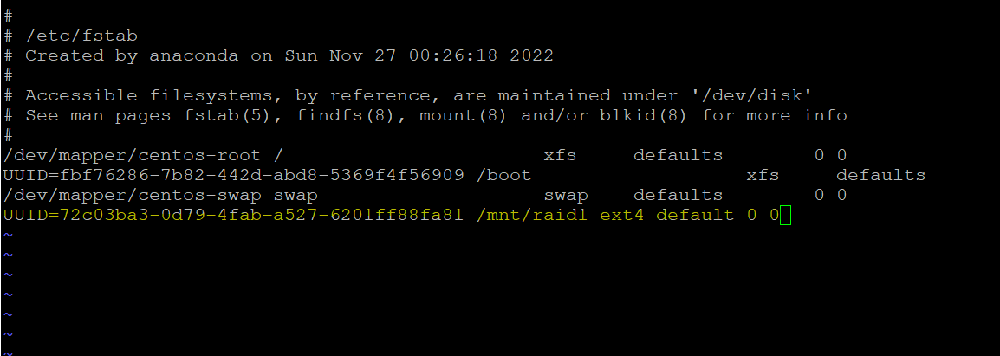 #
# /etc/fstab
# Created by anaconda on Sun Nov 27 00:26:18 2022
#
# Accessible filesystems, by reference, are maintained under '/dev/disk'
# See man pages fstab(5), findfs(8), mount(8) and/or blkid(8) for more info
#
/dev/mapper/centos-root /                       xfs     defaults        0 0
UUID=fbf76286-7b82-442d-abd8-5369f4f56909 /boot                   xfs     defaults
/dev/mapper/centos-swap swap                    swap    defaults        0 0
UUID=72c03ba3-0d79-4fab-a527-6201ff88fa81 /mnt/raid1 ext4 default 0 0
~
~
~
~
~
~
~